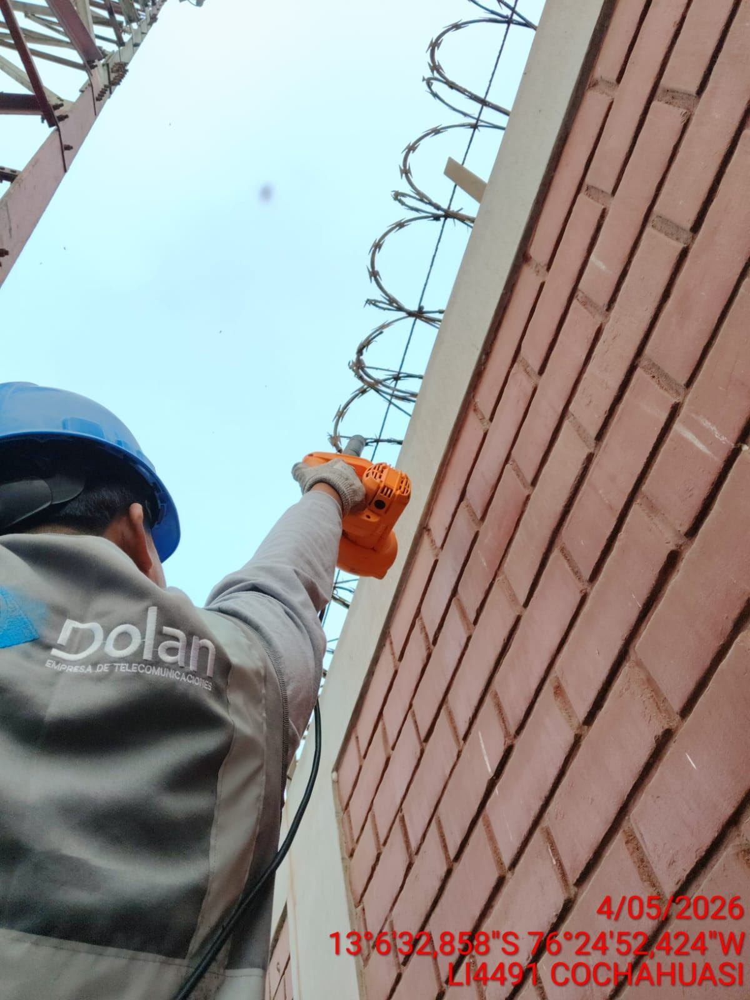 Dolan
EMPRESA DE TELECOMUNICACIONES
4/05/2026
13°6'32,858"S 76°24'52,424"W
LI4491 COCHAHUASI